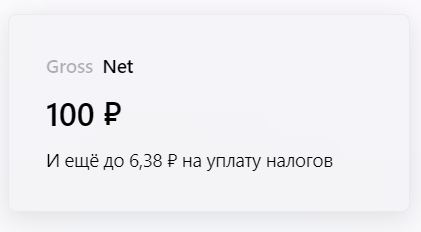 Gross Net
100 ₽
И ещё до 6,38 ₽ на уплату налогов